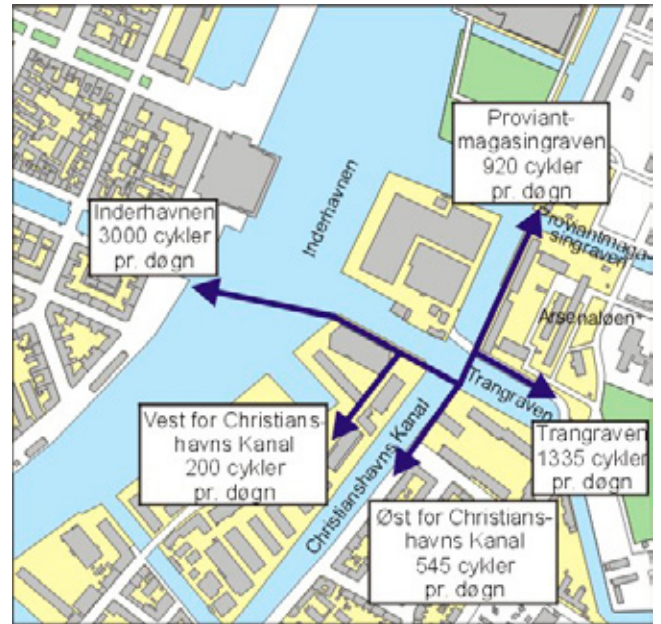 Proviant-
magasingraven
920 cykler
pr. døgn
Inderhavnen
3000 cykler
pr. døgn
Inderhavnen
Proviantmaga-
singraven
Arsenaløen
Trangraven
Vest for Christians-
havns Kanal
200 cykler
pr. døgn
Christianshavns Kanal
Trangraven
1335 cykler
pr. døgn
Øst for Christians-
havns Kanal
545 cykler
pr. døgn